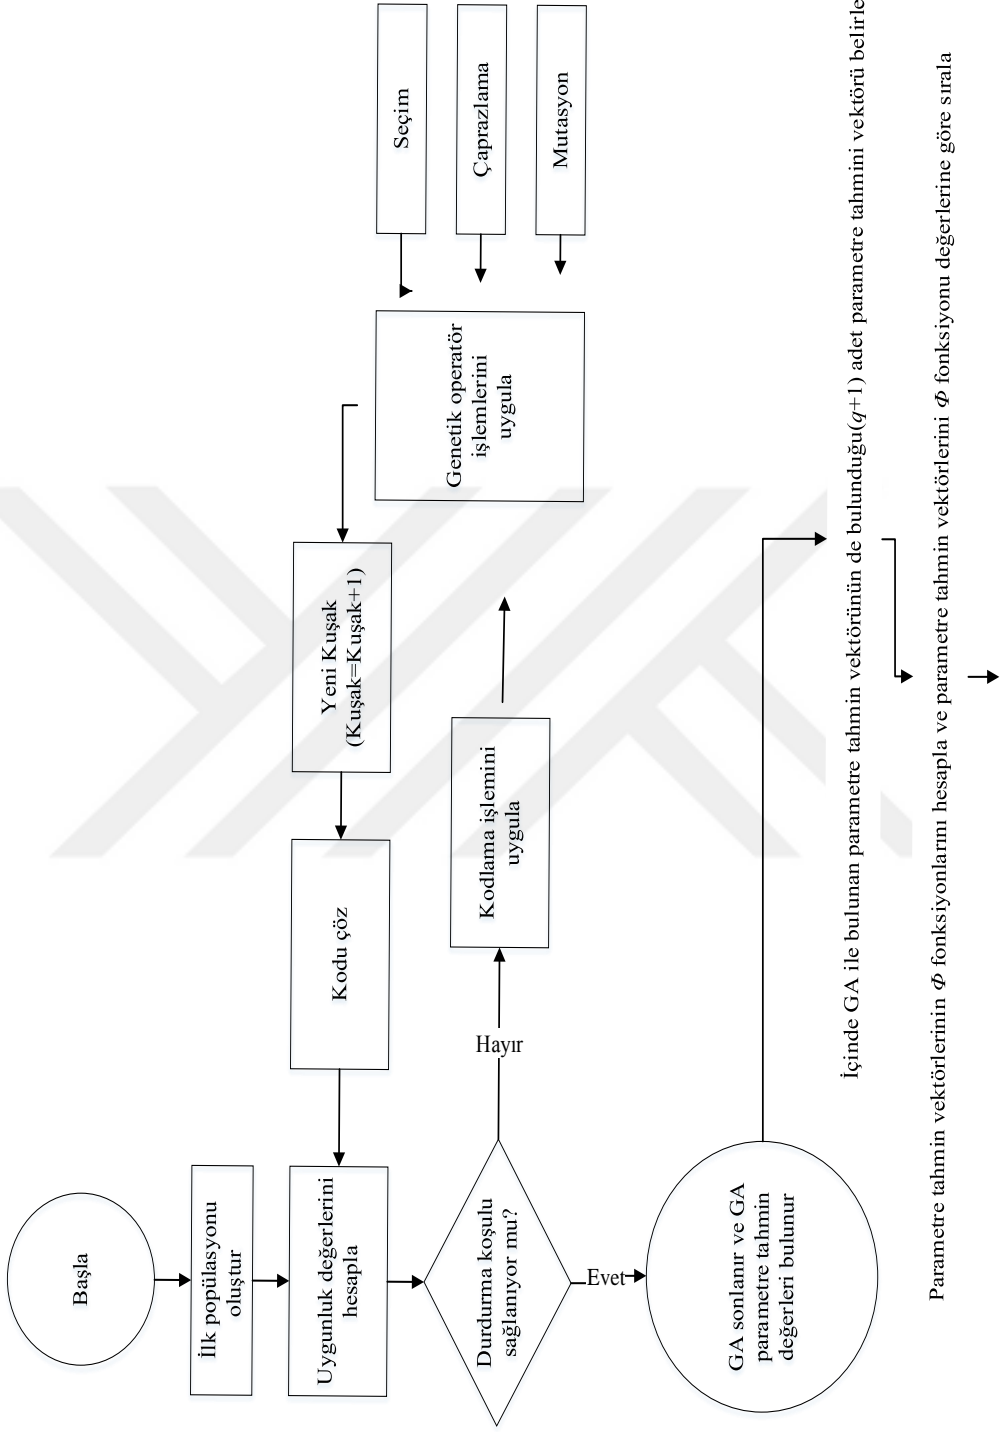 Başla
İlk popülasyonu
oluştur
Uygunluk değerlerini
hesapla
Durdurma koşulu
sağlanıyor mu?
Hayır
Evet
Kodlama işlemini
uygula
Genetik operatör
işlemlerini
uygula
Seçim
Çaprazlama
Mutasyon
Yeni Kuşak
(Kuşak=Kuşak+1)
Kodu çöz
GA sonlanır ve GA
parametre tahmin
değerleri bulunur
İçinde GA ile bulunan parametre tahmin vektörünün de bulunduğu(q+1) adet parametre tahmini vektörü belirle
Parametre tahmin vektörlerinin Φ fonksiyonlarını hesapla ve parametre tahmin vektörlerini Φ fonksiyonu değerlerine göre sırala